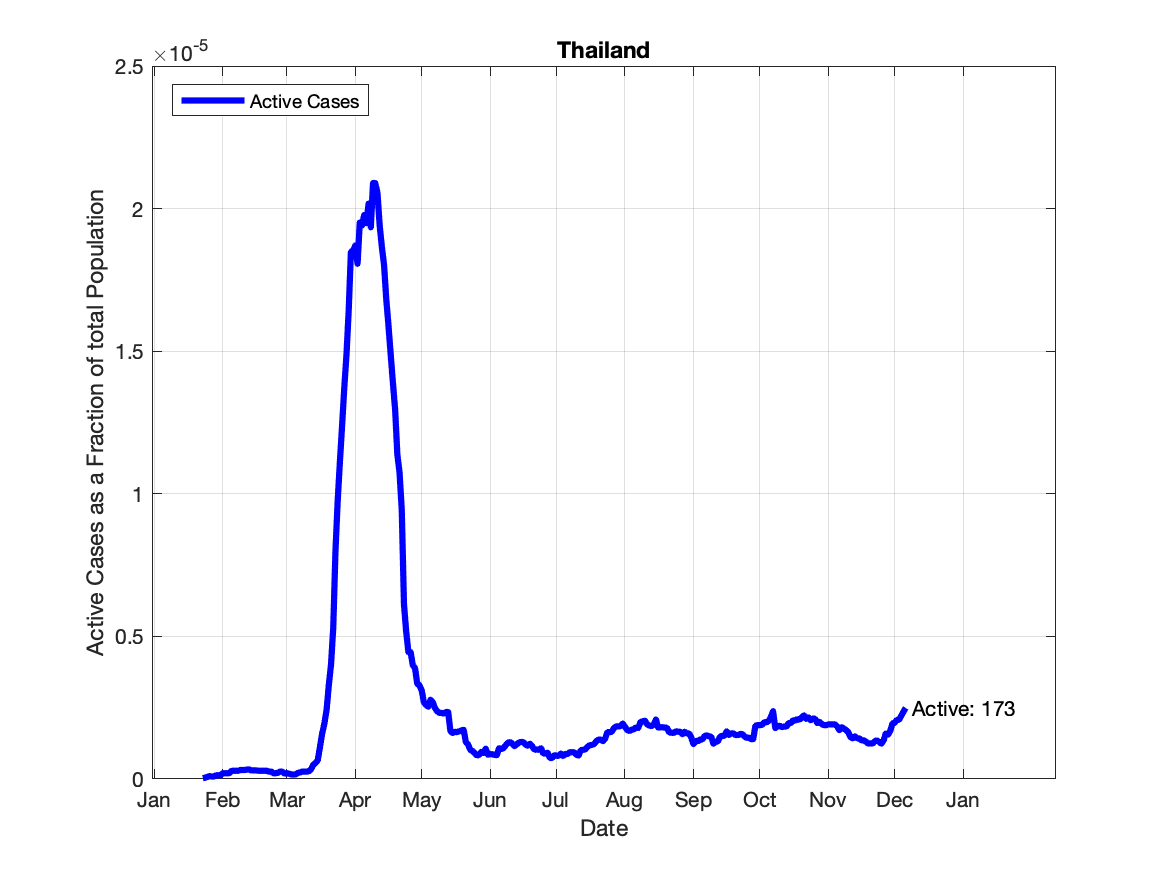 Thailand
×10-5
Active Cases
2.5
2
1.5
1
0.5
0
Active Cases as a Fraction of total Population
Active: 173
Jan Feb Mar Apr May Jun Jul Aug Sep Oct Nov Dec Jan
Date